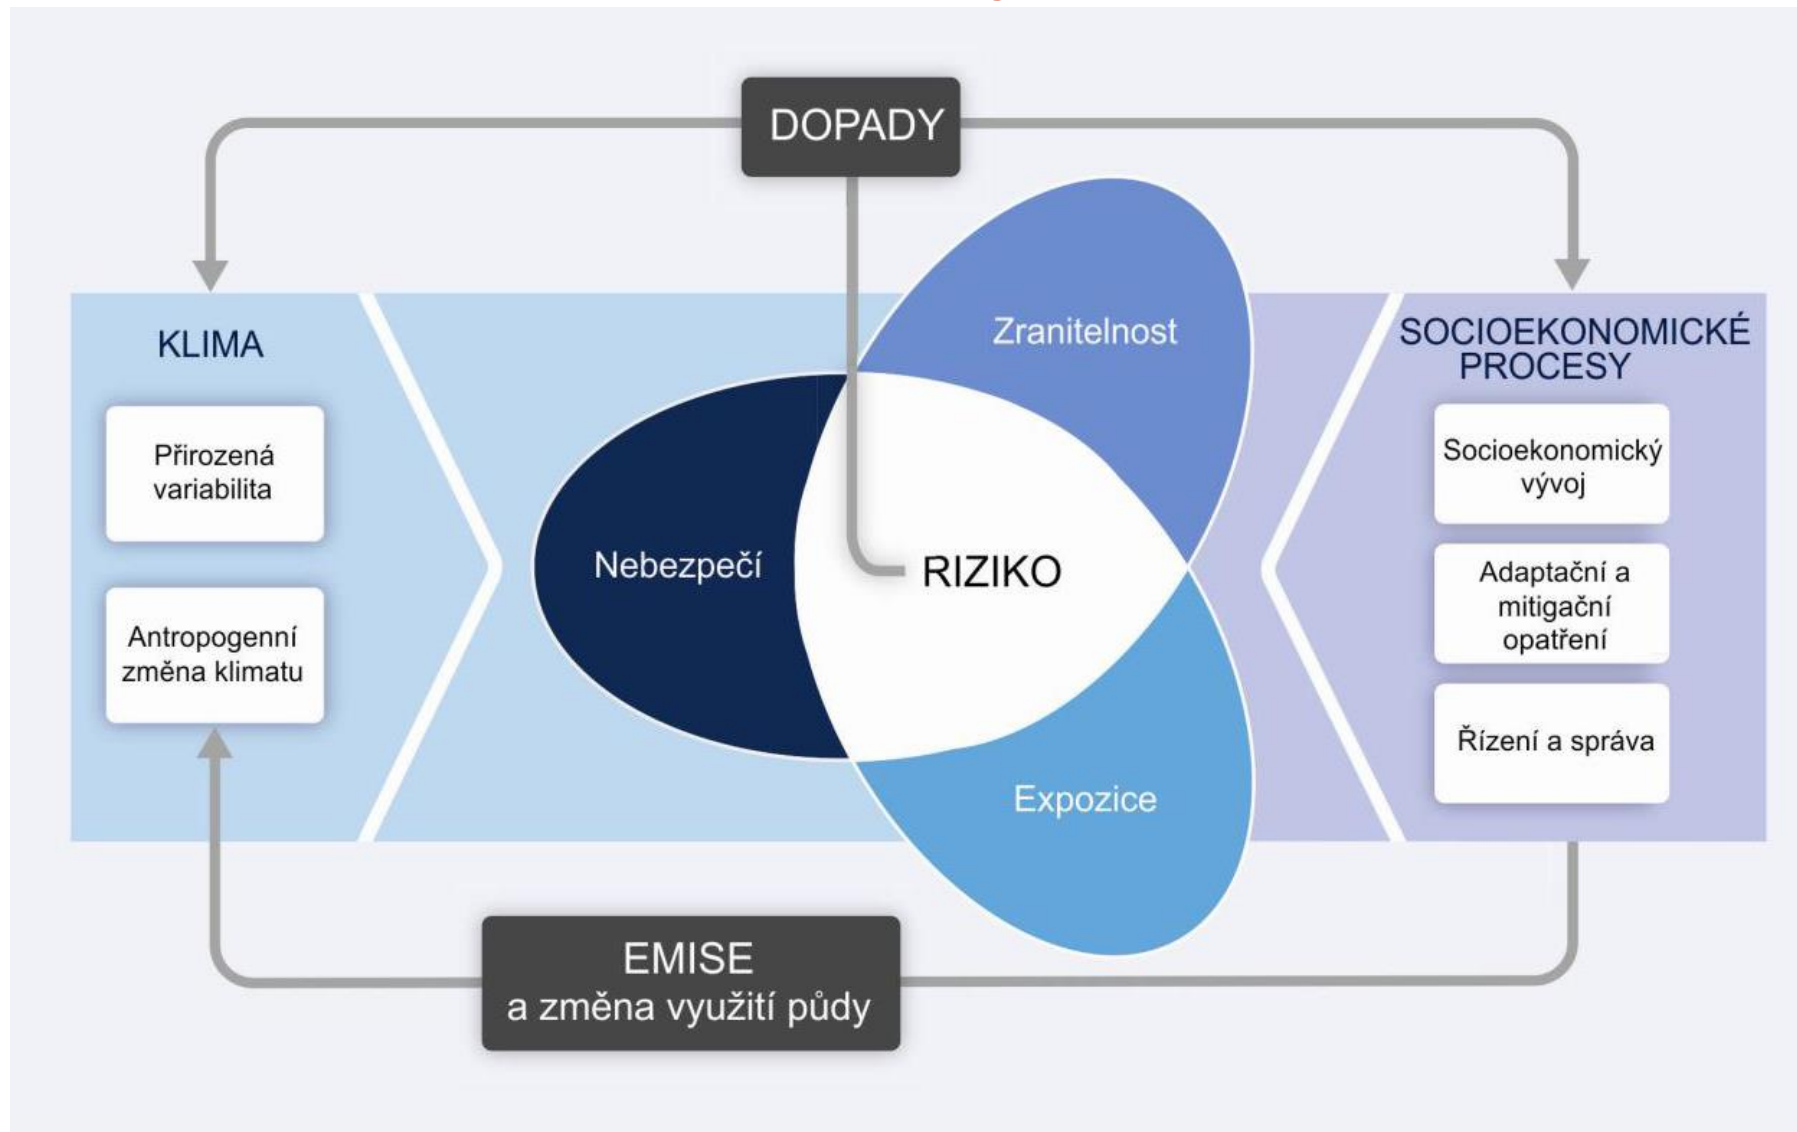 DOPADY
KLIMA
Přirozená
variabilita
Antropogenní
změna klimatu
Zranitelnost
Nebezpečí
RIZIKO
Expozice
SOCIOEKONOMICKÉ
PROCESY
Socioekonomický
vývoj
Adaptační a
mitigační
opatření
Řízení a správa
EMISE
a změna využití půdy